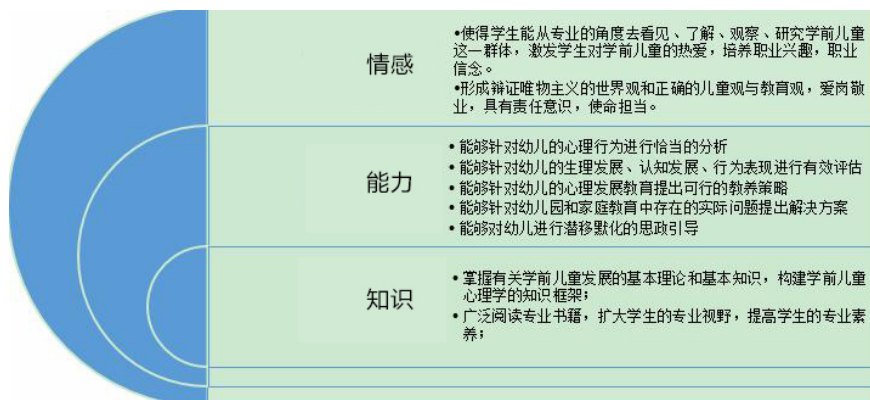 情感
•使得学生能从专业的角度去看见、了解、观察、研究学前儿童
这一群体，激发学生对学前儿童的热爱，培养职业兴趣，职业
信念。
•形成辩证唯物主义的世界观和正确的儿童观与教育观，爱岗敬
业，具有责任意识，使命担当。
能力
•能够针对幼儿的心理行为进行恰当的分析
•能够针对幼儿的生理发展、认知发展、行为表现进行有效评估
•能够针对幼儿的心理发展教育提出可行的教养策略
•能够针对幼儿园和家庭教育中存在的实际问题提出解决方案
•能够对幼儿进行潜移默化的思政引导
知识
•掌握有关学前儿童发展的基本理论和基本知识，构建学前儿童
心理学的知识框架；
•广泛阅读专业书籍，扩大学生的专业视野，提高学生的专业素
养；